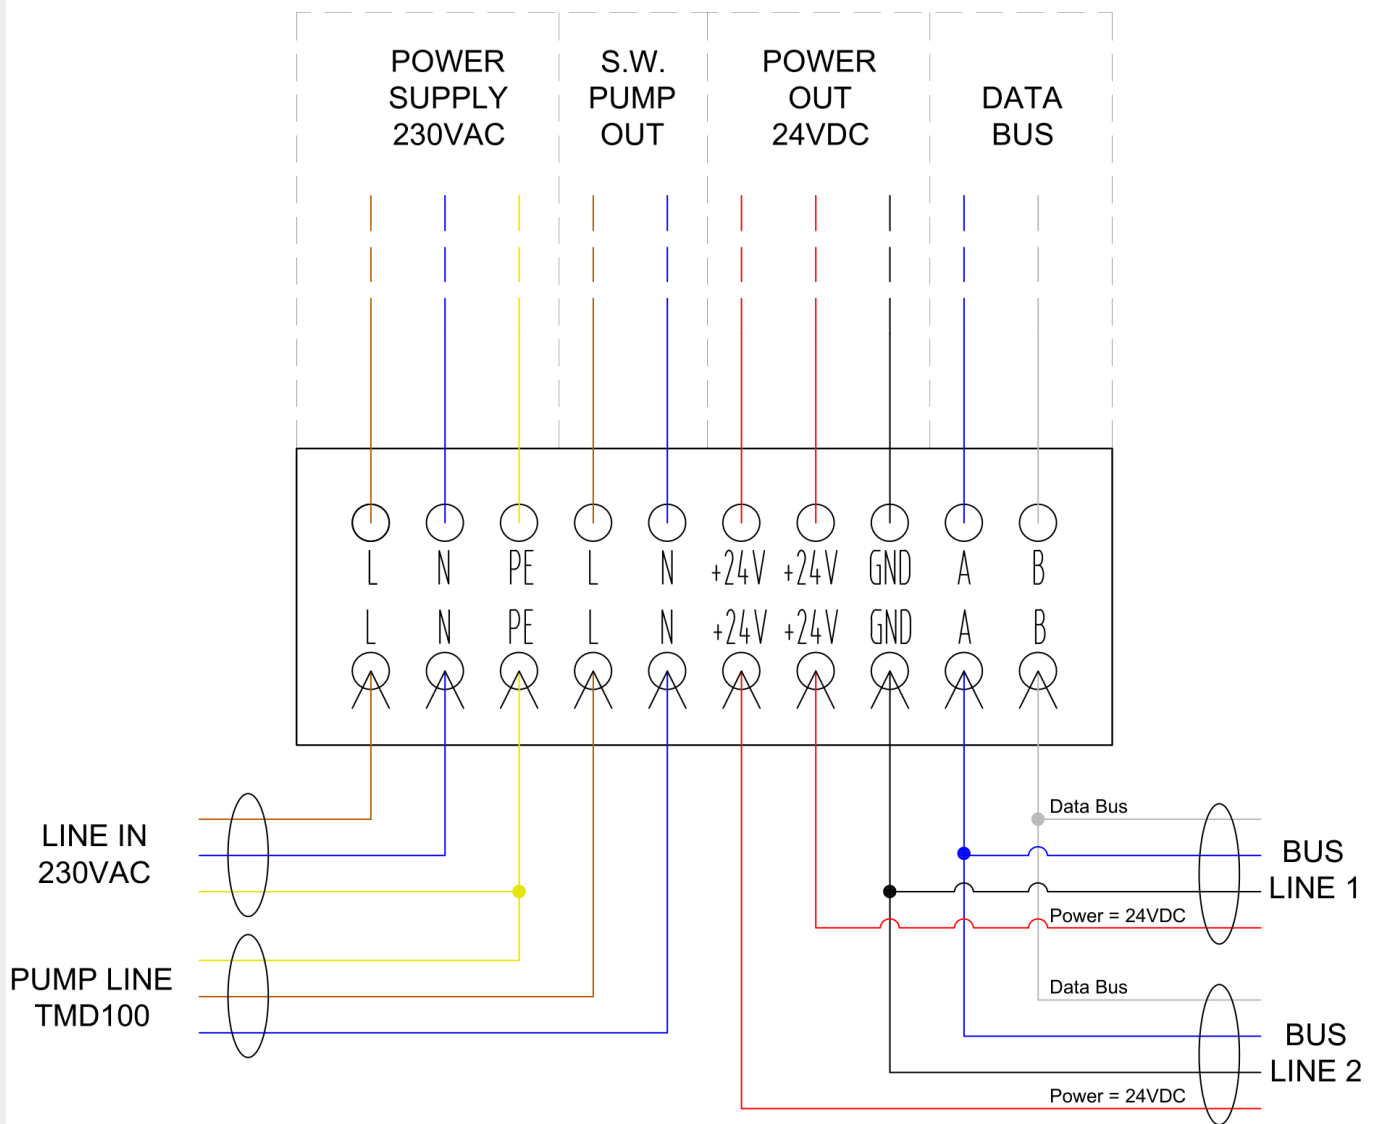 POWER
SUPPLY
230VAC
S.W.
PUMP
OUT
POWER
OUT
24VDC
DATA
BUS
L N PE L N +24V +24V GND A B
L N PE L N +24V +24V GND A B
LINE IN
230VAC
PUMP LINE
TMD100
Data Bus
BUS
LINE 1
Power = 24VDC
Data Bus
BUS
LINE 2
Power = 24VDC